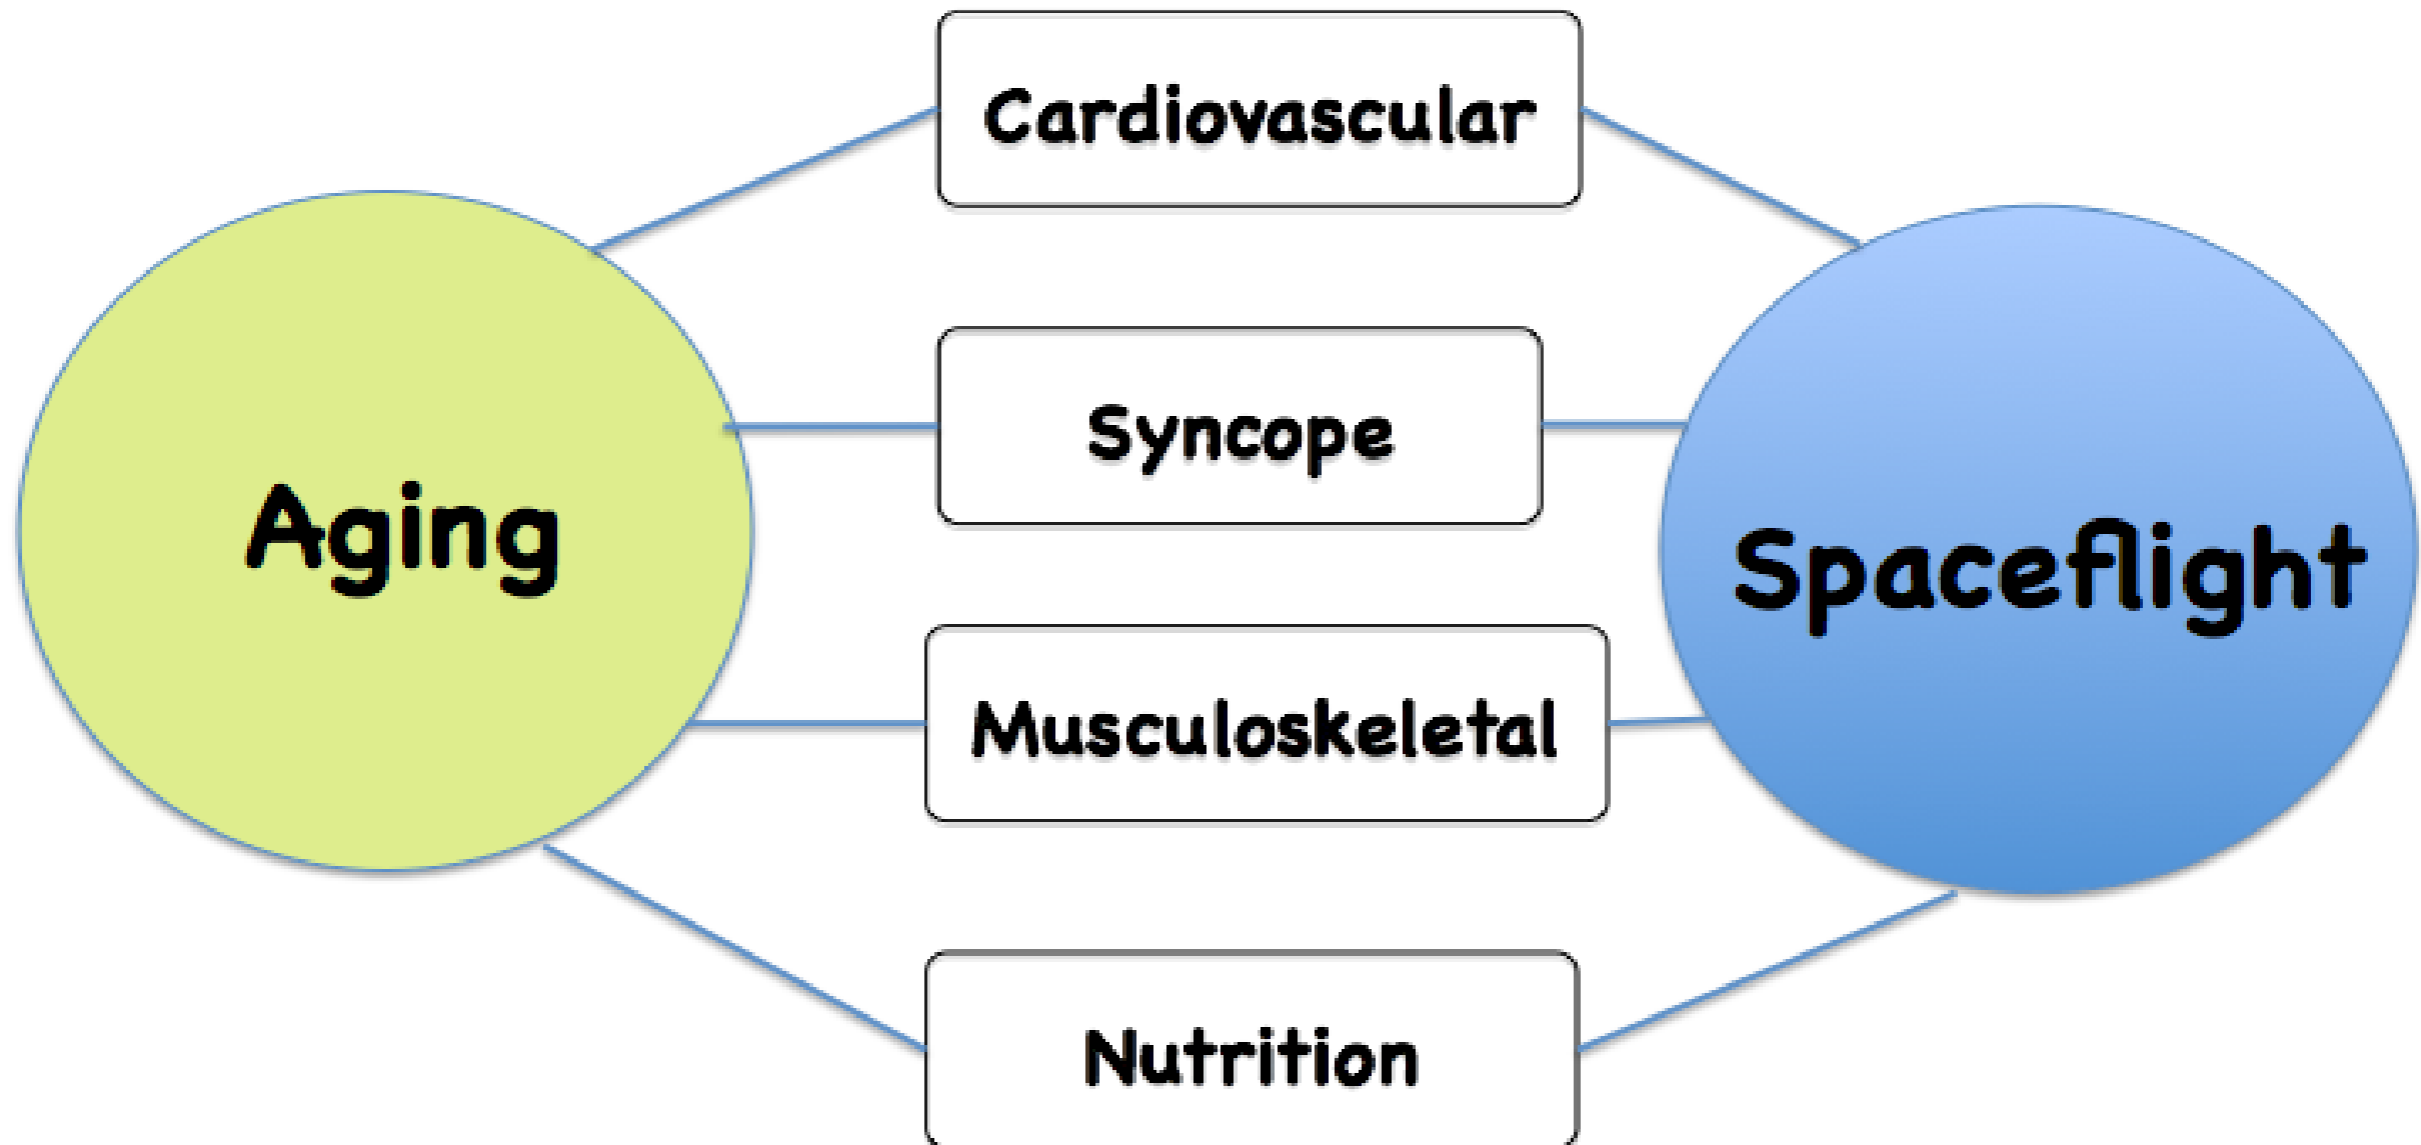 Cardiovascular
Syncope
Aging
Spaceflight
Musculoskeletal
Nutrition